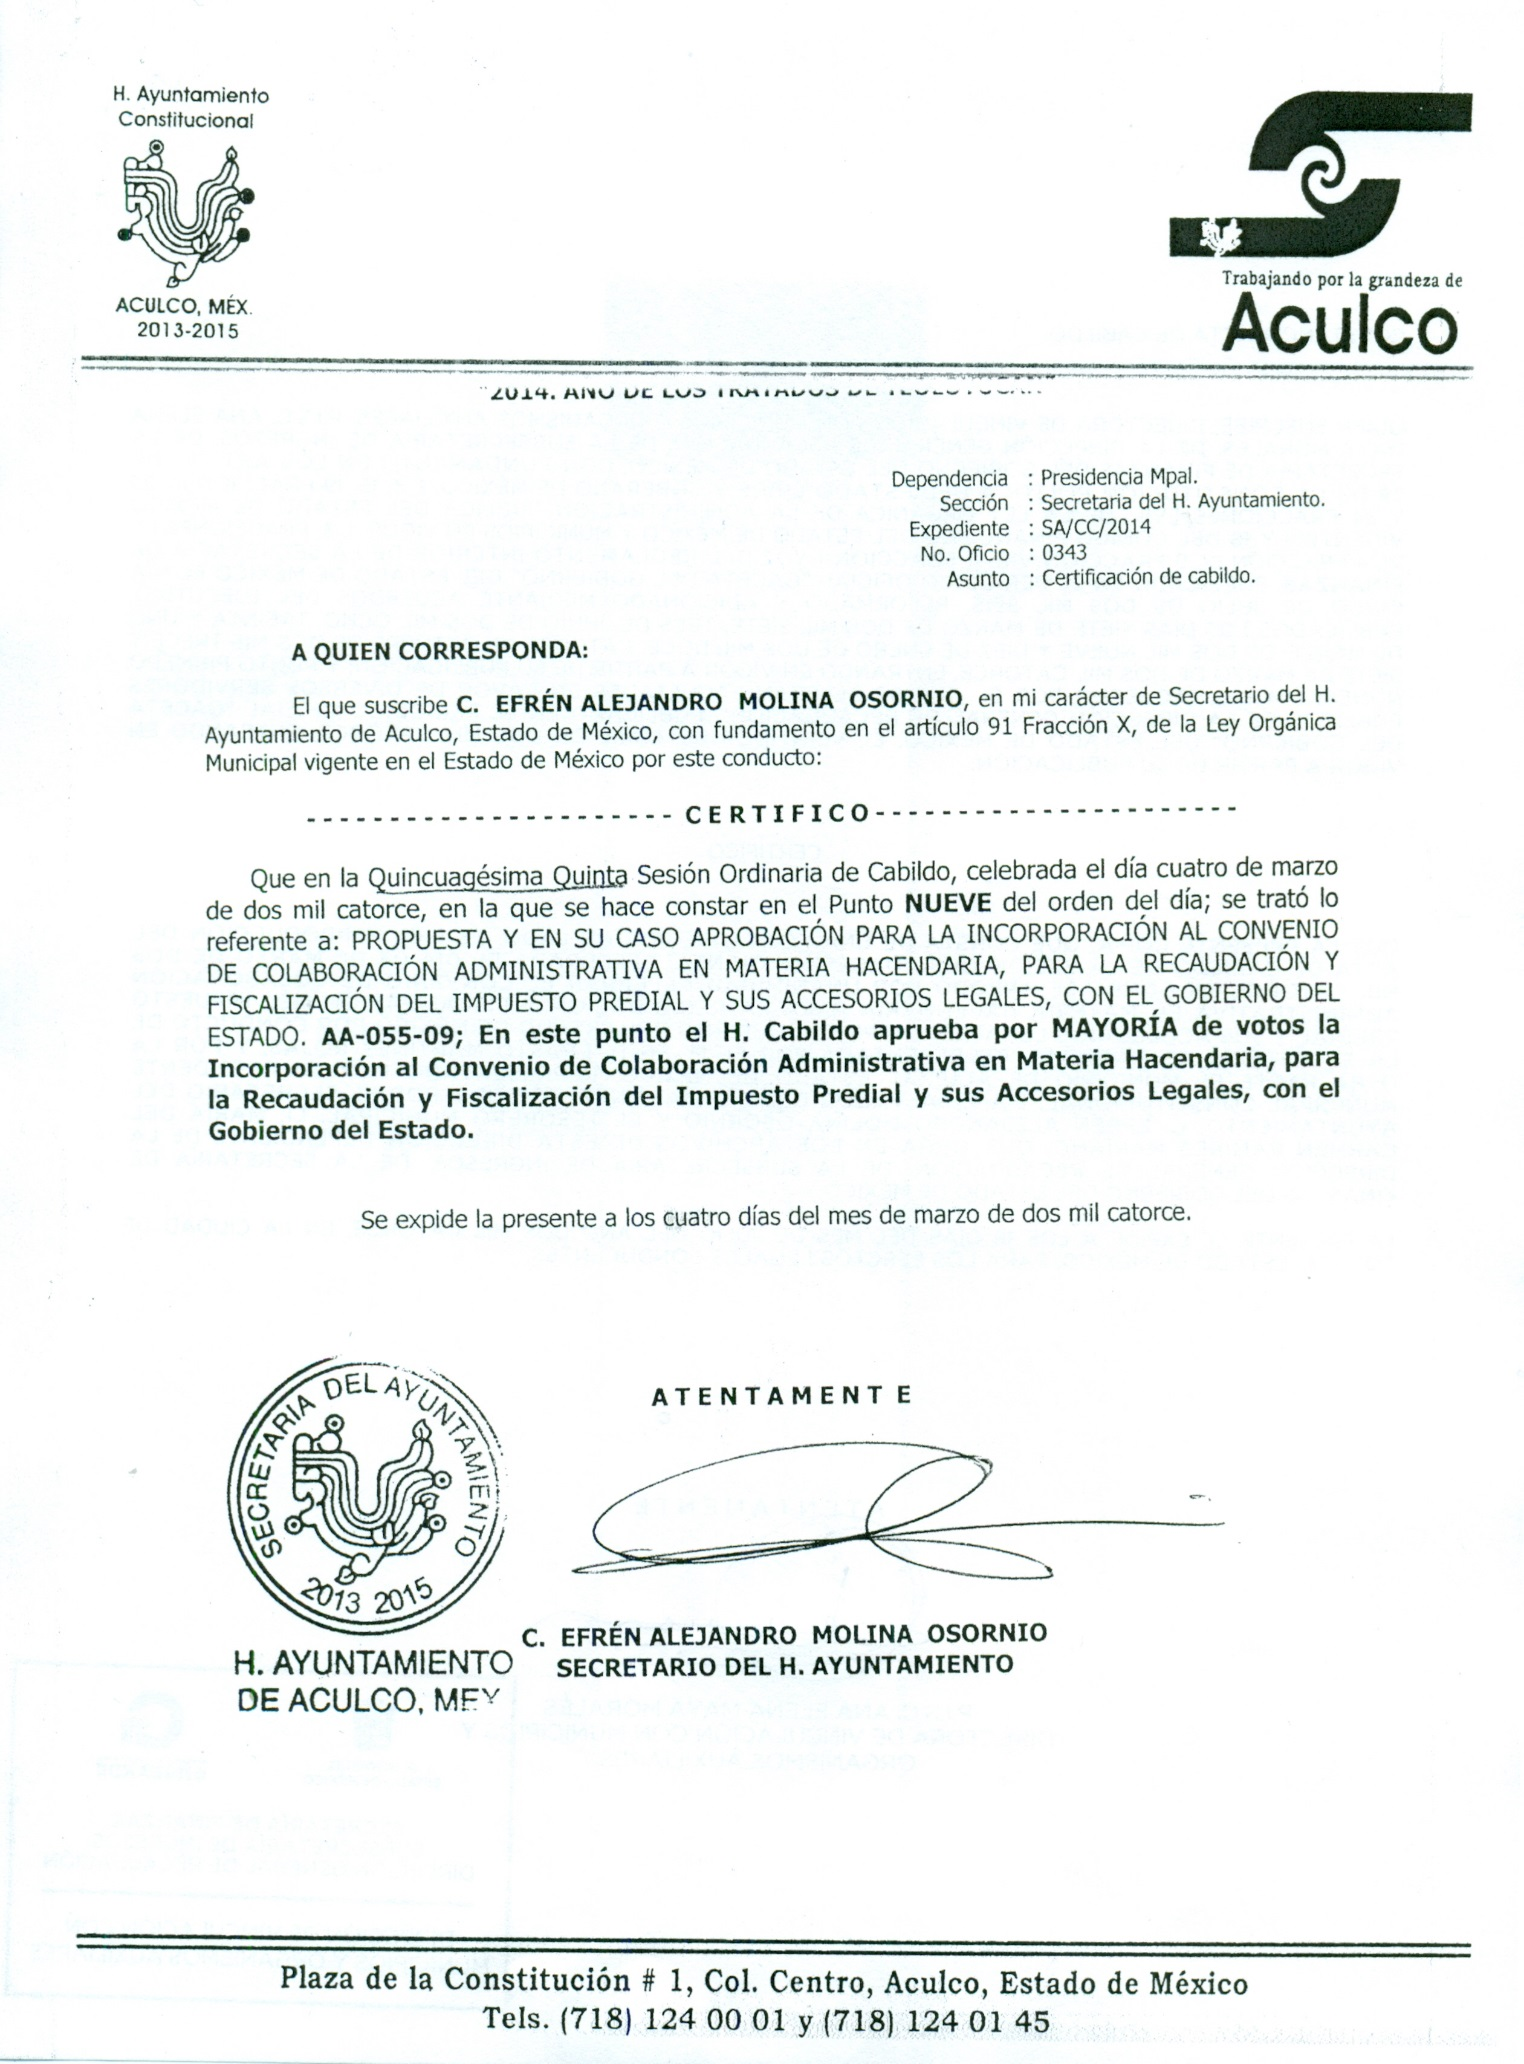 H. Ayuntamiento
Constitucional
ACULCO, MÉX.
2013-2015
Trabajando por la grandeza de
Aculco
"2014. AÑO DE LOS TRATADOS DE TEOLOYUCAN"
Dependencia : Presidencia Mpal.
Sección : Secretaria del H. Ayuntamiento.
Expediente : SA/CC/2014
No. Oficio : 0343
Asunto : Certificación de cabildo.
A QUIEN CORRESPONDA:
El que suscribe C. EFRÉN ALEJANDRO MOLINA OSORNIO, en mi carácter de Secretario del H.
Ayuntamiento de Aculco, Estado de México, con fundamento en el artículo 91 Fracción X, de la Ley Orgánica
Municipal vigente en el Estado de México por este conducto:
- - - - - - - - - - - - - - - - - - - - - - C E R T I F I C O - - - - - - - - - - - - - - - - - - - - - -
Que en la Quincuagésima Quinta Sesión Ordinaria de Cabildo, celebrada el día cuatro de marzo
de dos mil catorce, en la que se hace constar en el Punto NUEVE del orden del día; se trató lo
referente a: PROPUESTA Y EN SU CASO APROBACIÓN PARA LA INCORPORACIÓN AL CONVENIO
DE COLABORACIÓN ADMINISTRATIVA EN MATERIA HACENDARIA, PARA LA RECAUDACIÓN Y
FISCALIZACIÓN DEL IMPUESTO PREDIAL Y SUS ACCESORIOS LEGALES, CON EL GOBIERNO DEL
ESTADO. AA-055-09; En este punto el H. Cabildo aprueba por MAYORÍA de votos la
Incorporación al Convenio de Colaboración Administrativa en Materia Hacendaria, para
la Recaudación y Fiscalización del Impuesto Predial y sus Accesorios Legales, con el
Gobierno del Estado.
Se expide la presente a los cuatro días del mes de marzo de dos mil catorce.
A T E N T A M E N T E
SECRETARIA DEL AYUNTAMIENTO
2013 2015
H. AYUNTAMIENTO
DE ACULCO, MEX
C. EFRÉN ALEJANDRO MOLINA OSORNIO
SECRETARIO DEL H. AYUNTAMIENTO
Plaza de la Constitución # 1, Col. Centro, Aculco, Estado de México
Tels. (718) 124 00 01 y (718) 124 01 45